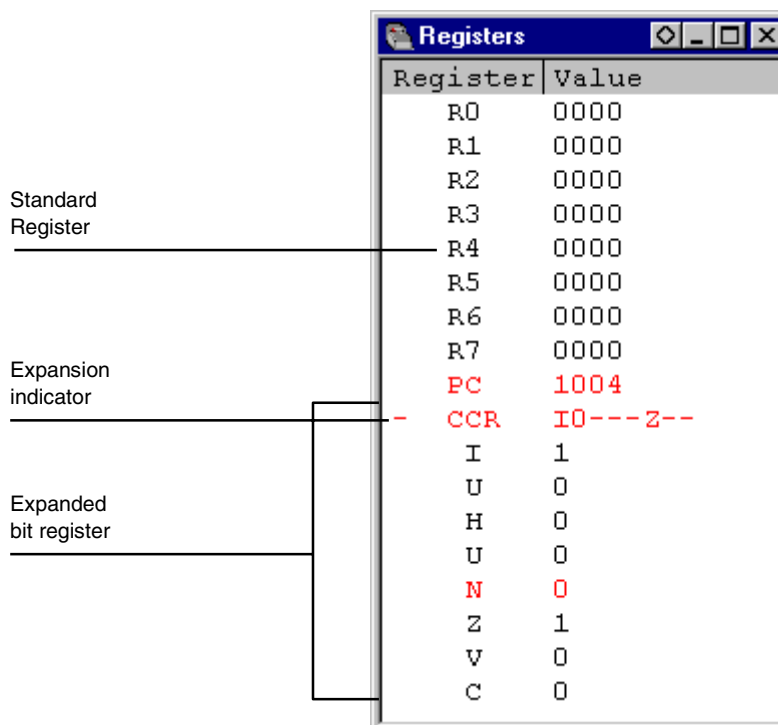 Registers
Register Value
R0 0000
R1 0000
R2 0000
R3 0000
R4 0000
R5 0000
R6 0000
R7 0000
PC 1004
- CCR I0---Z--
I 1
U 0
H 0
U 0
N 0
Z 1
V 0
C 0
Standard
Register
Expansion
indicator
Expanded
bit register